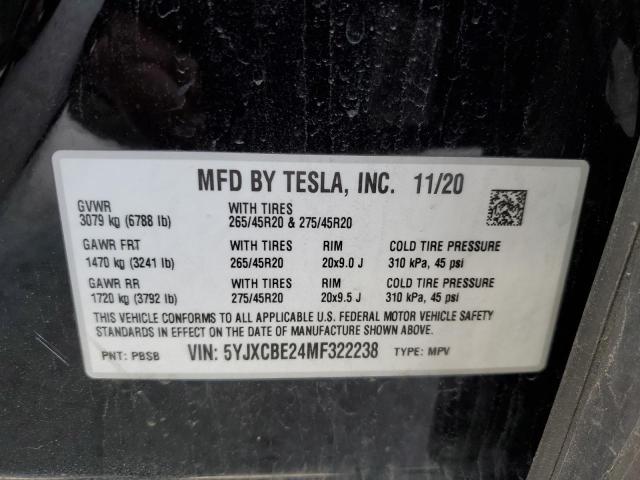 MFD BY TESLA, INC. 11/20
GVWR WITH TIRES
3079 kg (6788 lb) 265/45R20 & 275/45R20
GAWR FRT WITH TIRES RIM COLD TIRE PRESSURE
1470 kg (3241 lb) 265/45R20 20x9.0 J 310 kPa, 45 psi
GAWR RR WITH TIRES RIM COLD TIRE PRESSURE
1720 kg (3792 lb) 275/45R20 20x9.5 J 310 kPa, 45 psi
THIS VEHICLE CONFORMS TO ALL APPLICABLE U.S. FEDERAL MOTOR VEHICLE SAFETY
STANDARDS IN EFFECT ON THE DATE OF MANUFACTURE SHOWN ABOVE.
PNT: PBSB VIN: 5YJXCBE24MF322238 TYPE: MPV